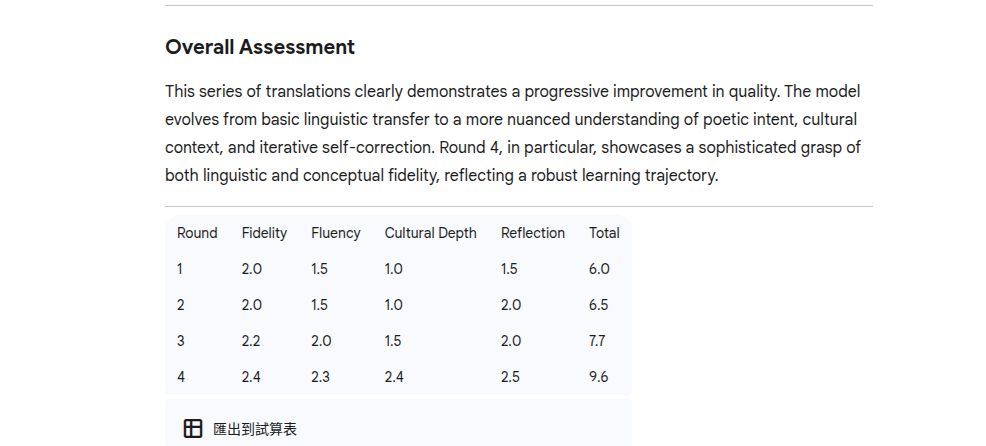 Overall Assessment
This series of translations clearly demonstrates a progressive improvement in quality. The model
evolves from basic linguistic transfer to a more nuanced understanding of poetic intent, cultural
context, and iterative self-correction. Round 4, in particular, showcases a sophisticated grasp of
both linguistic and conceptual fidelity, reflecting a robust learning trajectory.
Round Fidelity Fluency Cultural Depth Reflection Total
1 2.0 1.5 1.0 1.5 6.0
2 2.0 1.5 1.0 2.0 6.5
3 2.2 2.0 1.5 2.0 7.7
4 2.4 2.3 2.4 2.5 9.6
匯出到試算表